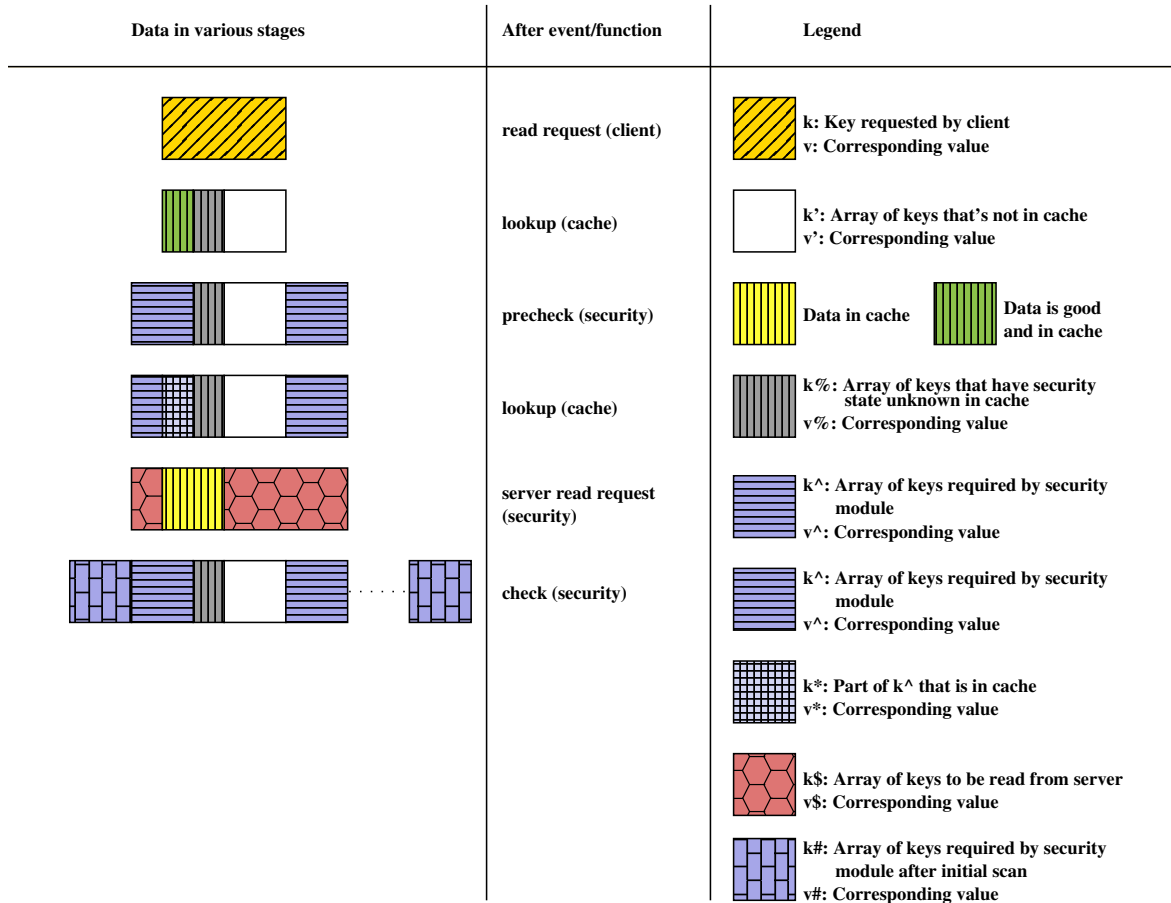 Data in various stages
After event/function
Legend
read request (client)
k: Key requested by client
v: Corresponding value
lookup (cache)
k’: Array of keys that’s not in cache
v’: Corresponding value
precheck (security)
Data in cache
Data is good
and in cache
lookup (cache)
k%: Array of keys that have security
state unknown in cache
v%: Corresponding value
server read request
(security)
k^: Array of keys required by security
module
v^: Corresponding value
check (security)
k^: Array of keys required by security
module
v^: Corresponding value
k*: Part of k^ that is in cache
v*: Corresponding value
k$: Array of keys to be read from server
v$: Corresponding value
k#: Array of keys required by security
module after initial scan
v#: Corresponding value